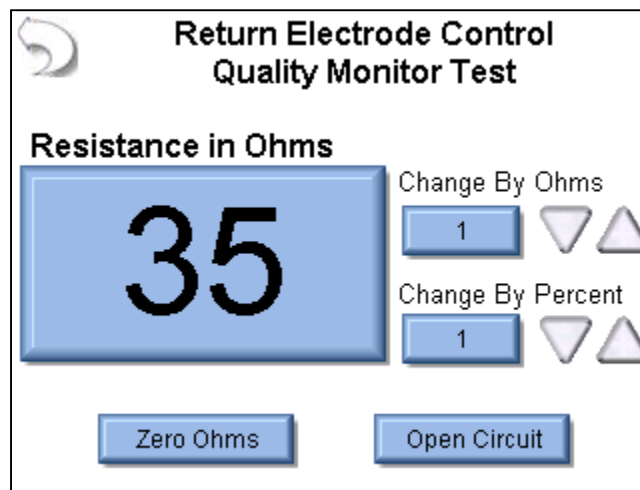 Return Electrode Control
Quality Monitor Test
Resistance in Ohms
35
Change By Ohms
1
Change By Percent
1
Zero Ohms
Open Circuit